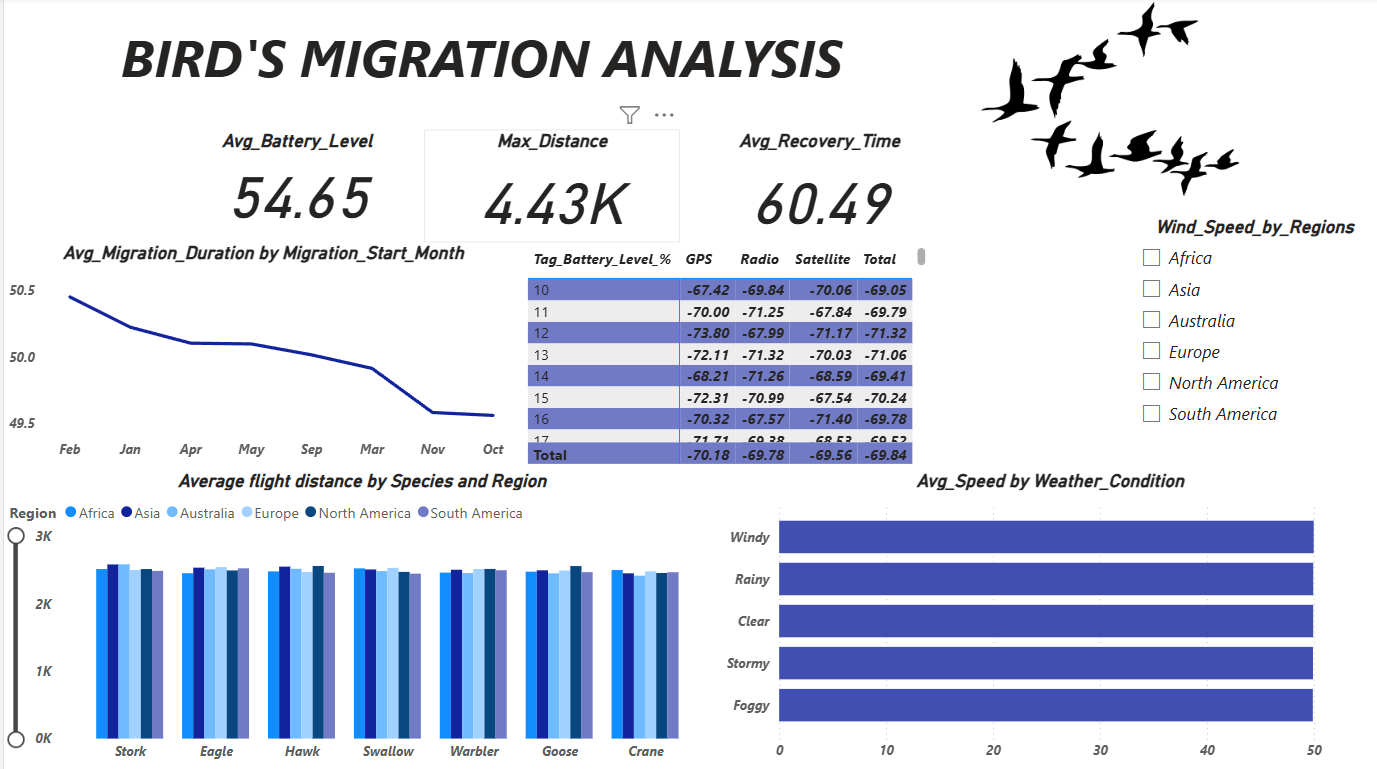 BIRD'S MIGRATION ANALYSIS
Avg_Battery_Level
54.65
Max_Distance
4.43K
Avg_Recovery_Time
60.49
Wind_Speed_by_Regions
Africa
Asia
Australia
Europe
North America
South America
Avg_Migration_Duration by Migration_Start_Month
50.5
50.0
49.5
Feb Jan Apr May Sep Mar Nov Oct
Tag_Battery_Level_% GPS Radio Satellite Total
10 -67.42 -69.84 -70.06 -69.05
11 -70.00 -71.25 -67.84 -69.79
12 -73.80 -67.99 -71.17 -71.32
13 -72.11 -71.32 -70.03 -71.06
14 -68.21 -71.26 -68.59 -69.41
15 -72.31 -70.99 -67.54 -70.24
16 -70.32 -67.57 -71.40 -69.78
17 -71.71 -69.38 -68.53 -69.52
Total -70.18 -69.78 -69.56 -69.84
Average flight distance by Species and Region
Region Africa Asia Australia Europe North America South America
3K
2K
1K
0K
Stork Eagle Hawk Swallow Warbler Goose Crane
Avg_Speed by Weather_Condition
Windy
Rainy
Clear
Stormy
Foggy
0 10 20 30 40 50